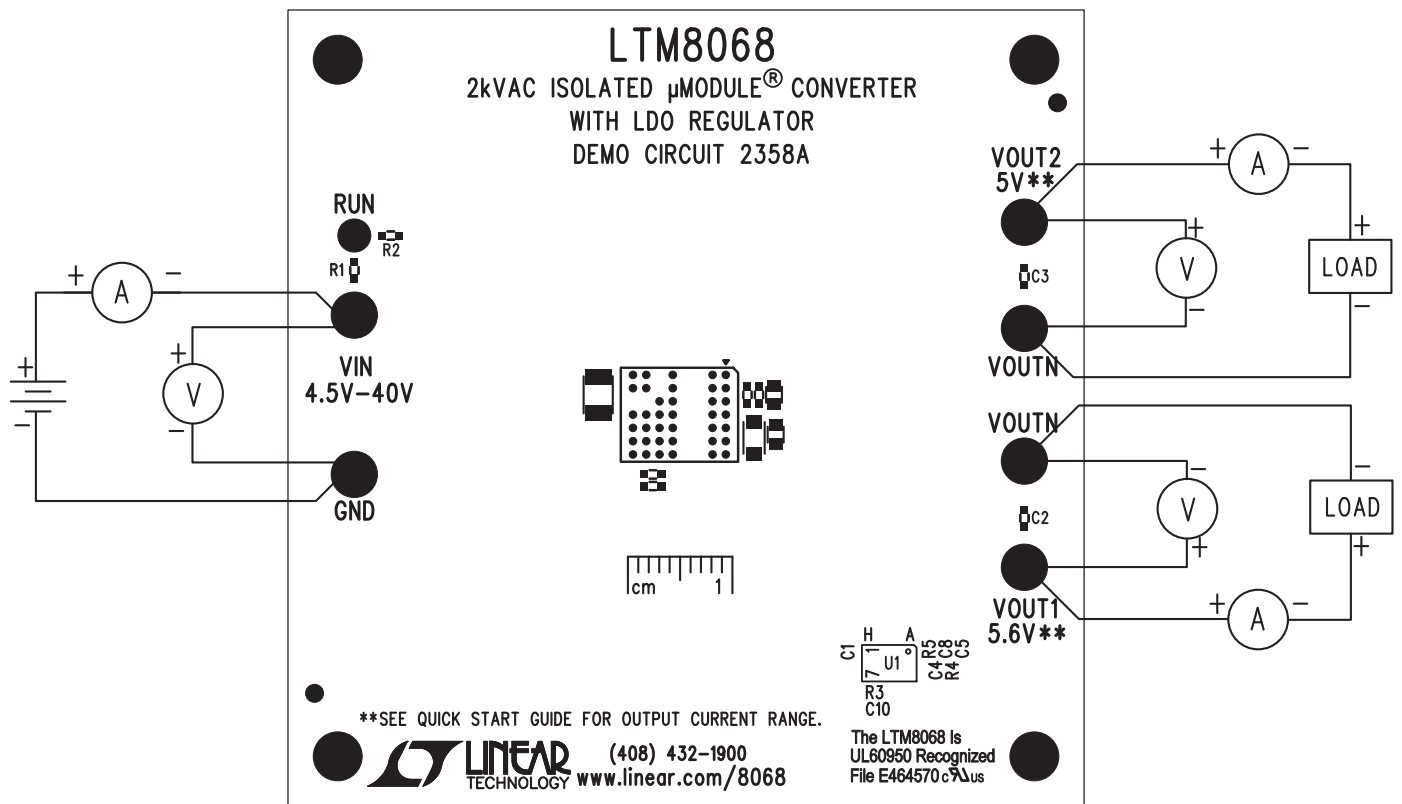 LTM8068
2kVAC ISOLATED µMODULE® CONVERTER
WITH LDO REGULATOR
DEMO CIRCUIT 2358A
VOUT2
5V**
+ A -
RUN
R2
R1
+
V
-
+
LOAD
-
C3
+ A -
VOUTN
VIN
4.5V-40V
+
V
-
+
-
GND
VOUTN
-
V
+
-
LOAD
+
C2
cm 1
VOUT1
5.6V**
+ A -
H A
C1
1
7
U1
R5
C8
C5
C4
R4
R3
C10
**SEE QUICK START GUIDE FOR OUTPUT CURRENT RANGE.
LINEAR
TECHNOLOGY
(408) 432-1900
www.linear.com/8068
The LTM8068 Is
UL60950 Recognized
File E464570 c RU us